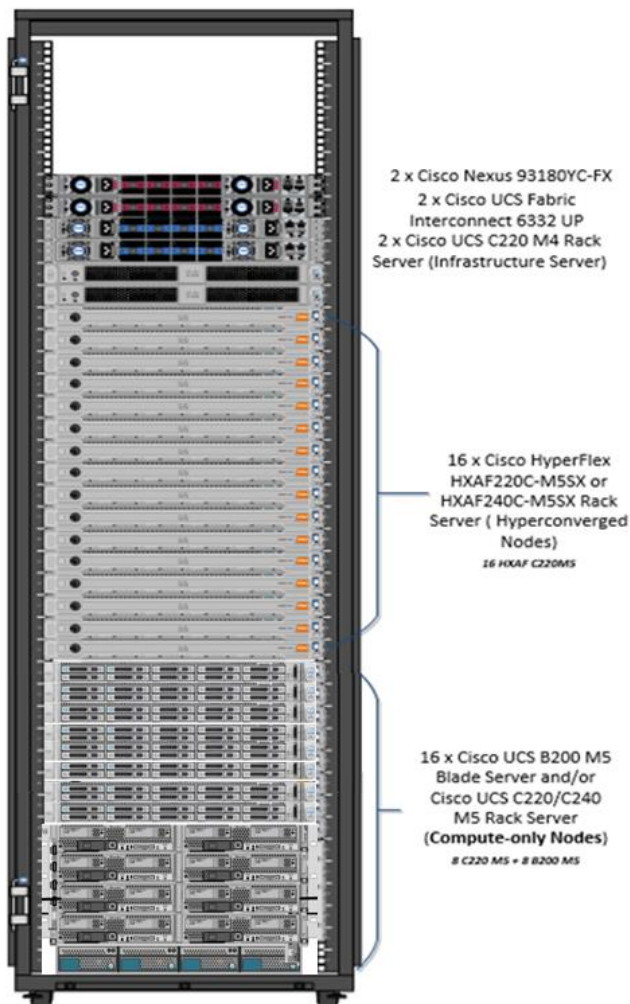 2 x Cisco Nexus 93180YC-FX
2 x Cisco UCS Fabric
Interconnect 6332 UP
2 x Cisco UCS C220 M4 Rack
Server (Infrastructure Server)
16 x Cisco HyperFlex
HXAF220C-M5SX or
HXAF240C-M5SX Rack
Server ( Hyperconverged
Nodes)
16 HXAF C220M5
16 x Cisco UCS B200 M5
Blade Server and/or
Cisco UCS C220/C240
M5 Rack Server
(Compute-only Nodes)
8 C220 M5 + 8 B200 M5